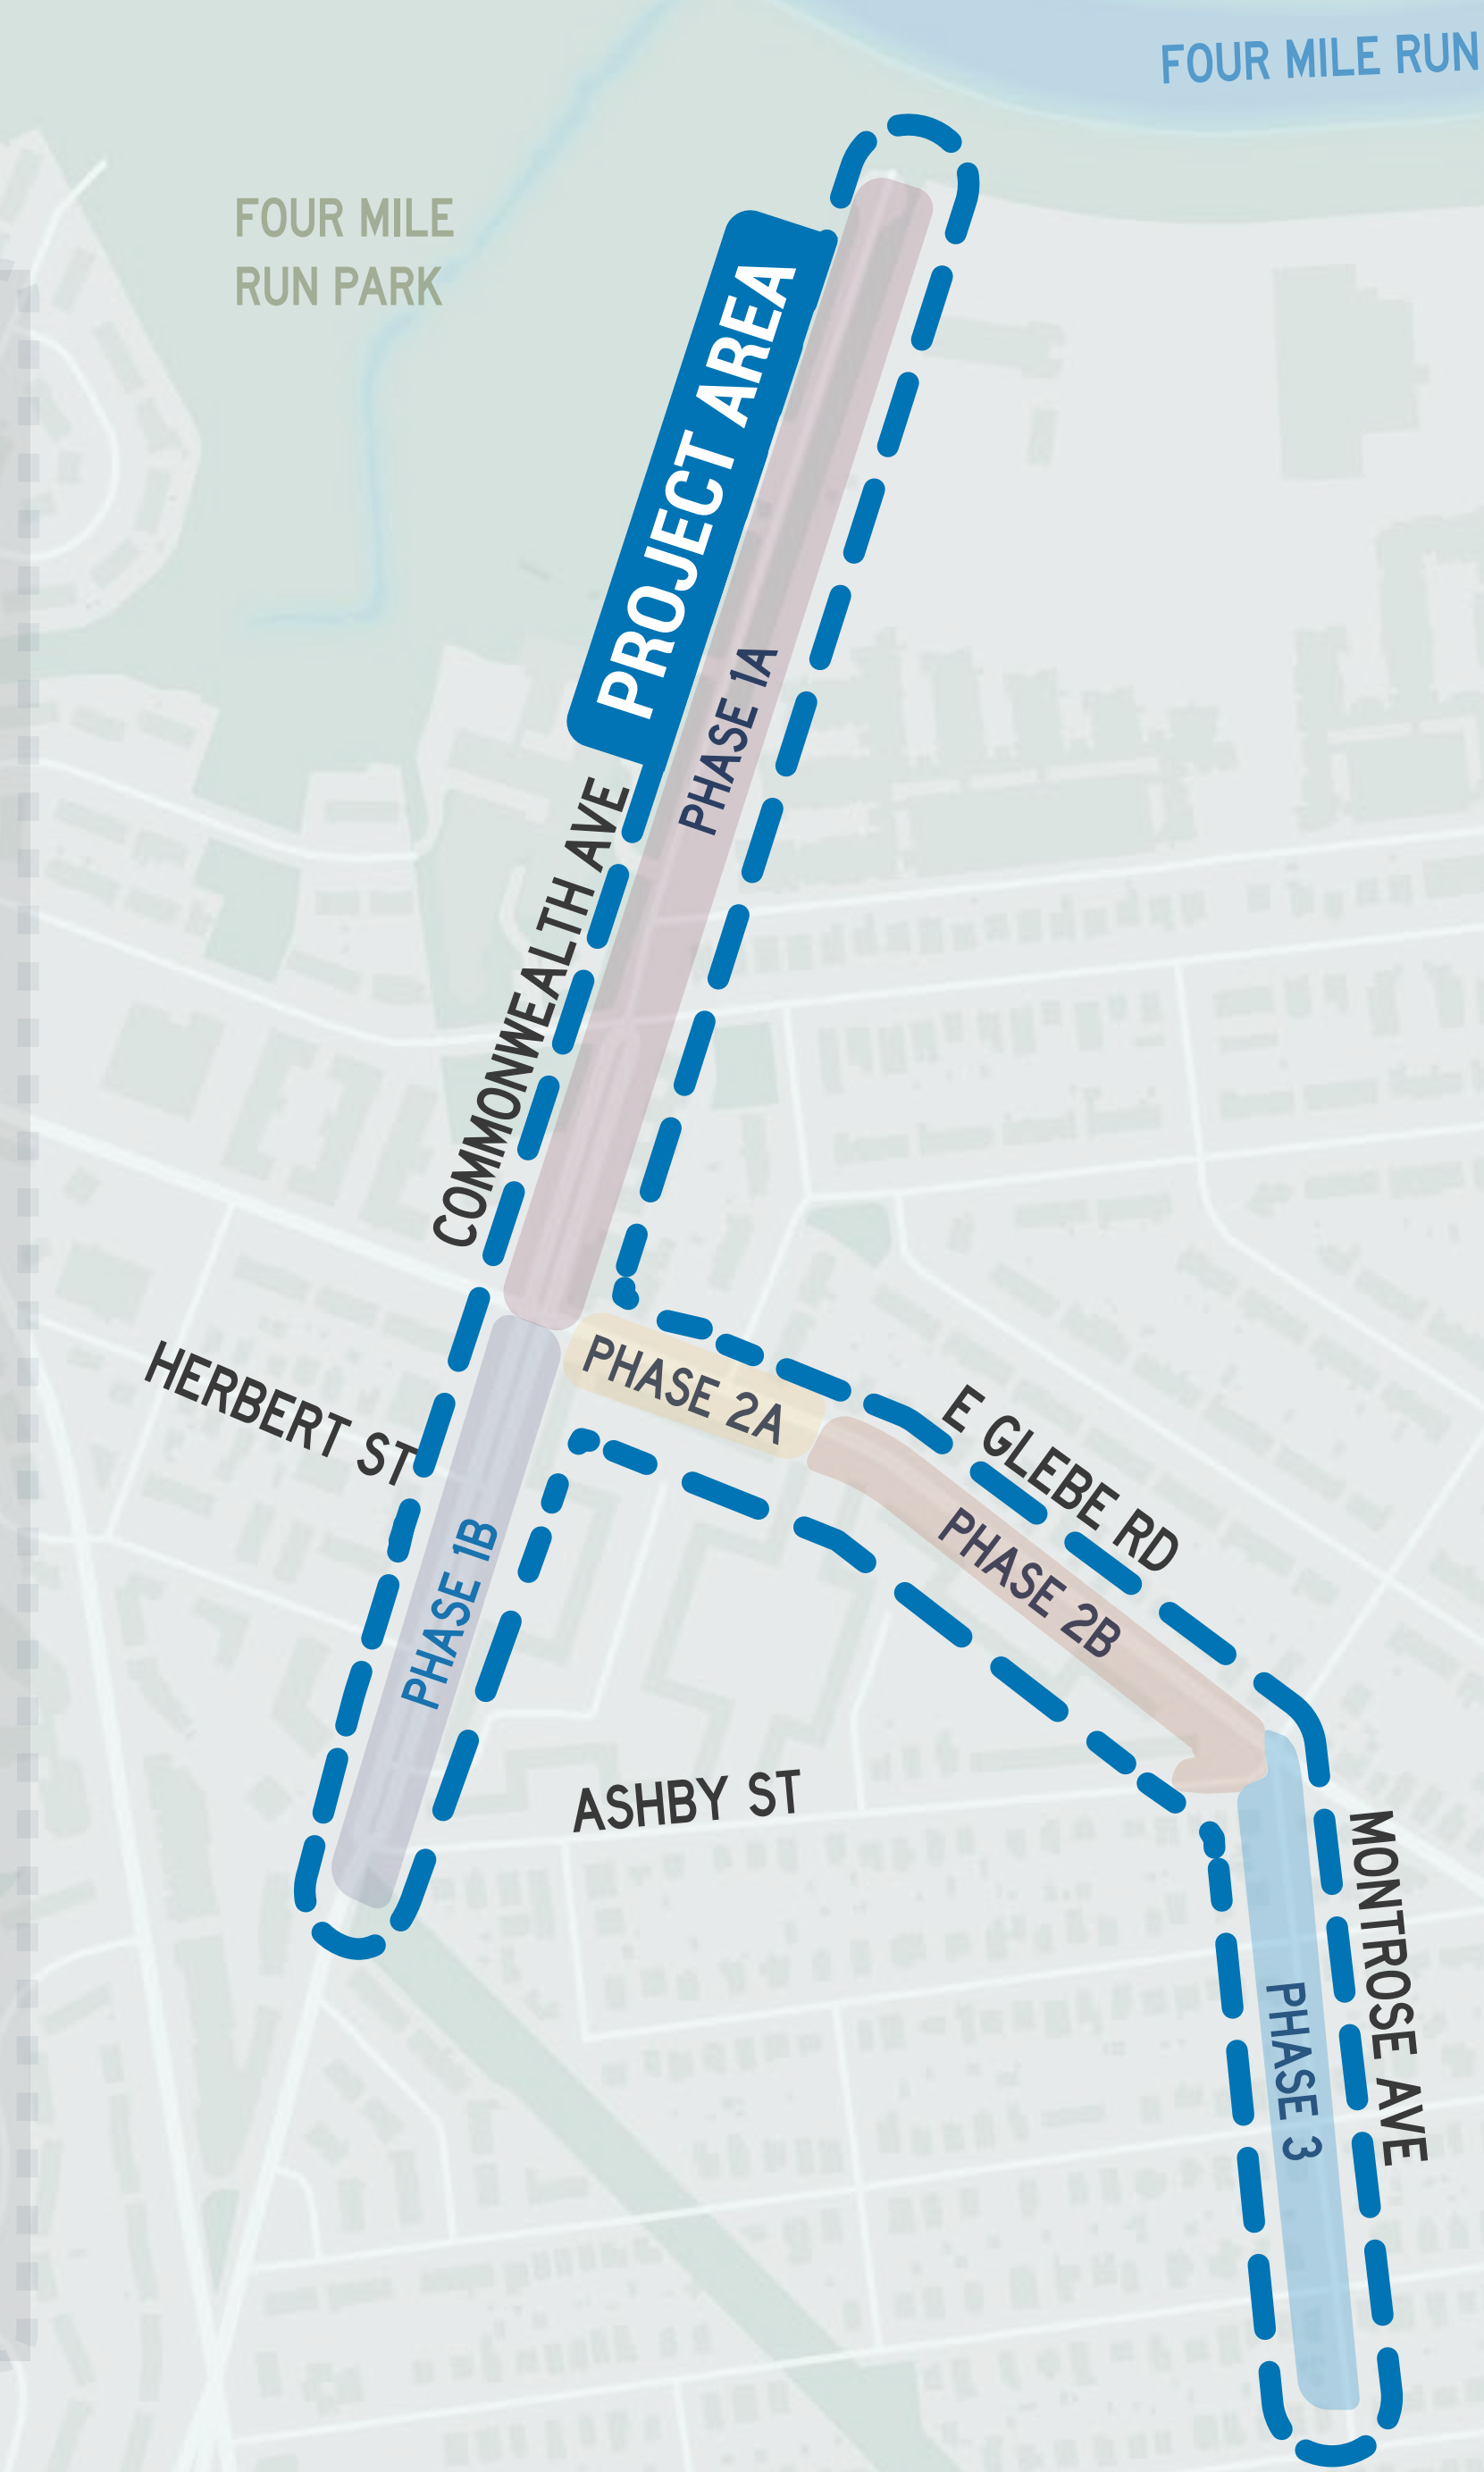 FOUR MILE RUN
FOUR MILE
RUN PARK
PROJECT AREA
PHASE 1A
COMMONWEALTH AVE
HERBERT ST
PHASE 2A
E GLEBE RD
PHASE 2B
PHASE 1B
ASHBY ST
MONTROSE AVE
PHASE 3